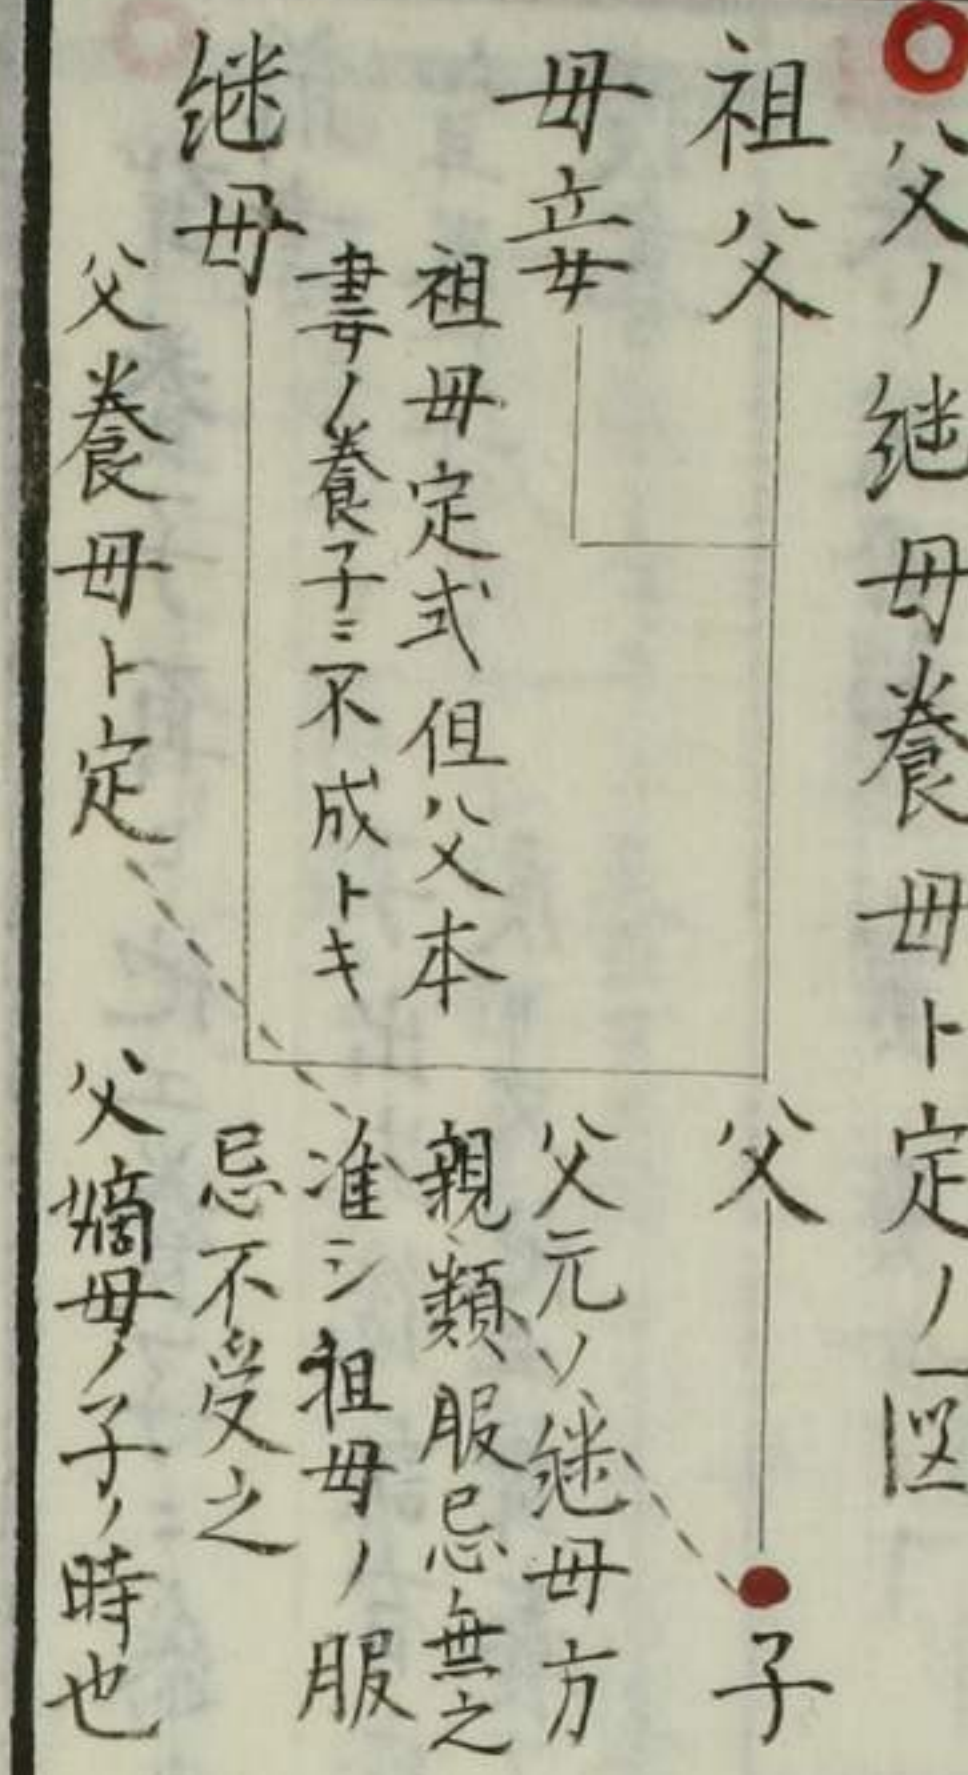 父ノ継母養母ト定ノ区
祖父
父
子
母妾
祖母定式但父本
妻ノ養子ニ不成トキ
父元ノ継母方
親類服忌無之
准シ祖母ノ服
忌不受之
継母
父養母ト定
父嫡母ノ子ノ時也